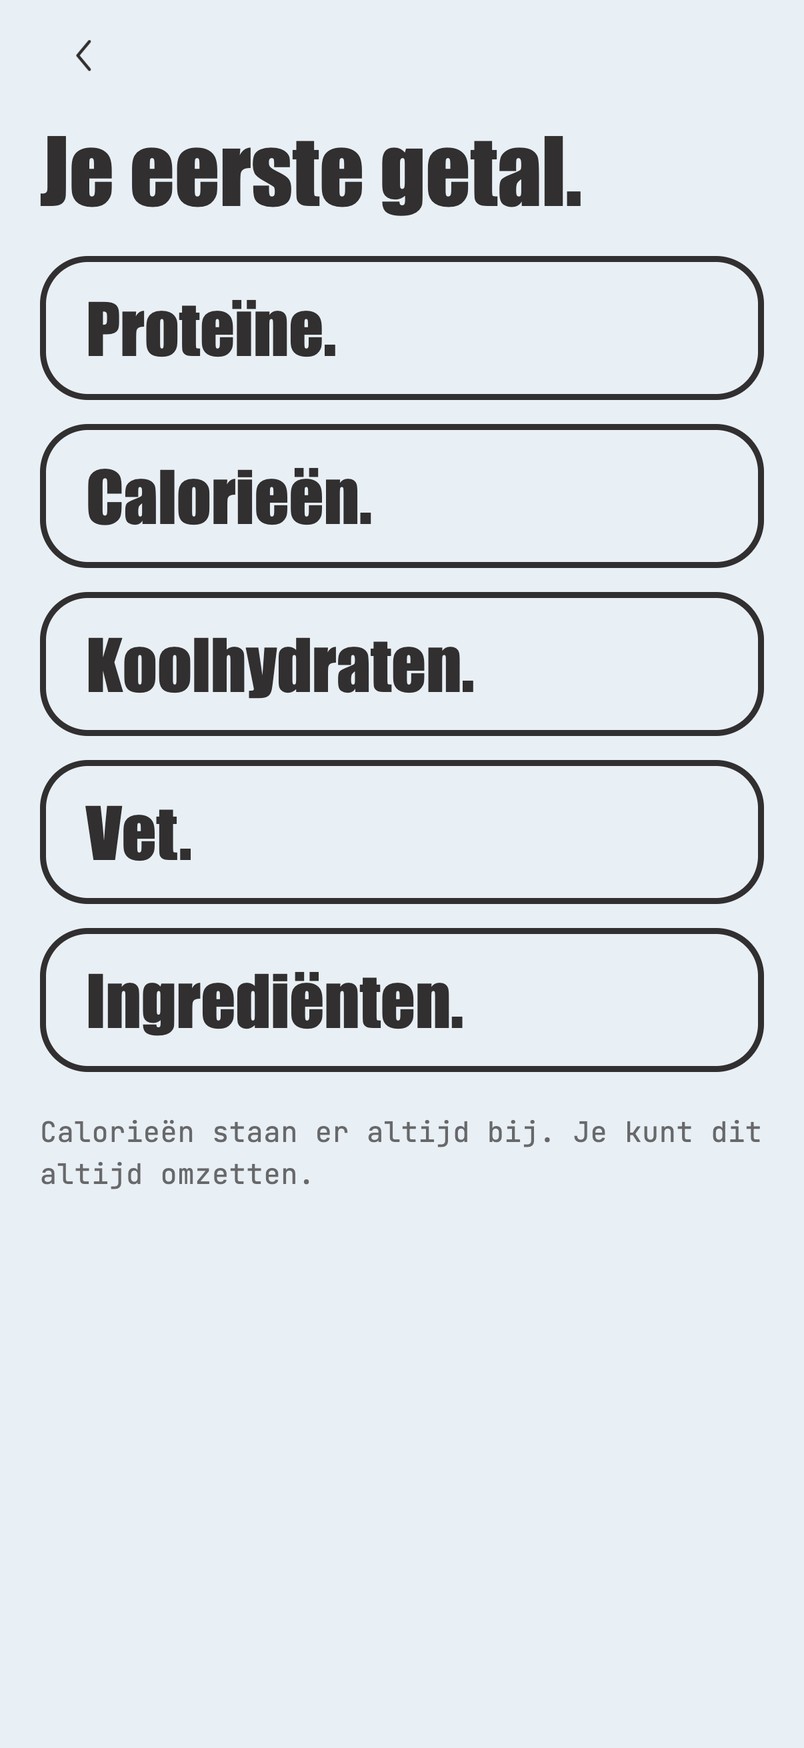 Je eerste getal.
Proteïne.
Calorieën.
Koolhydraten.
Vet.
Ingrediënten.
Calorieën staan er altijd bij. Je kunt dit
altijd omzetten.